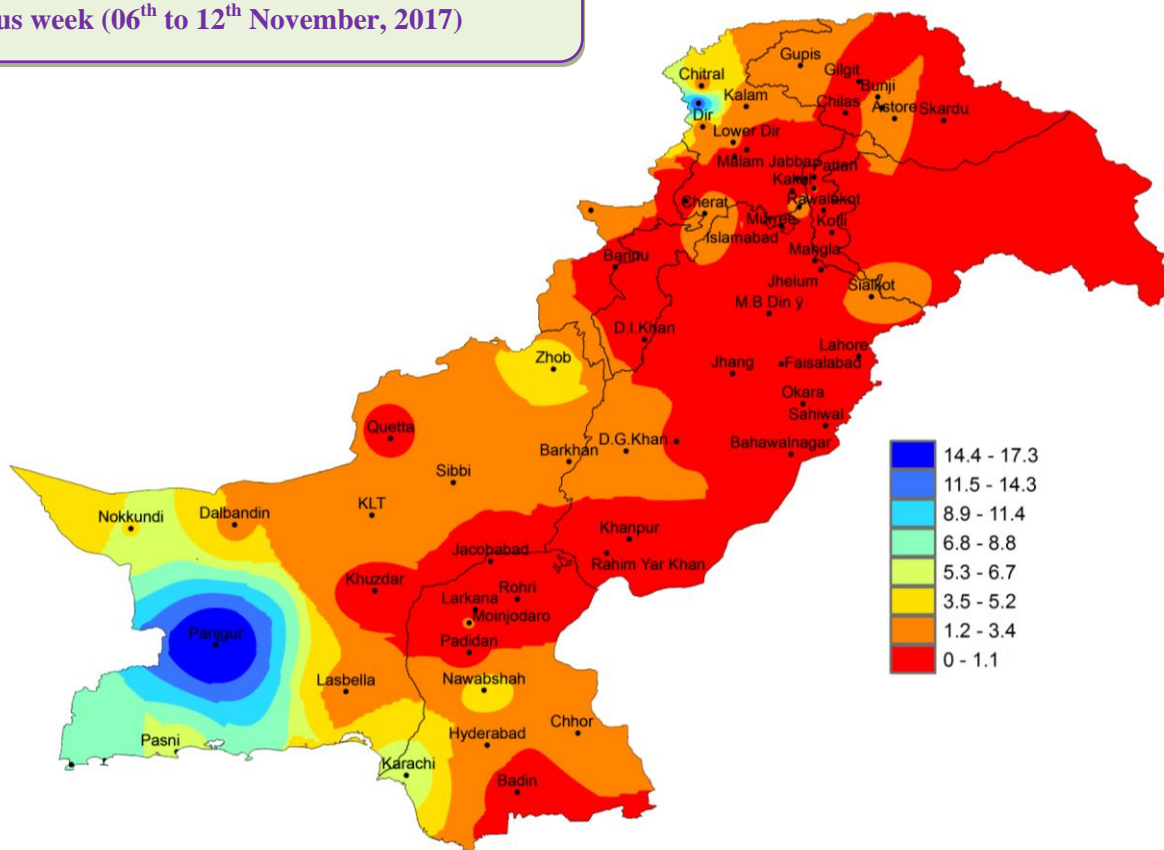 us week (06th to 12th November, 2017)
Gupis
Chitral
Gilgit
Bunji
Kalam
Chilas
Astore
Skardu
Dir
Lower Dir
Malam Jabba
Pattan
Kakul
Cherat
Rawalakot
Murree
Kotli
Islamabad
Mangla
Bannu
Jhelum
Sialkot
M.B Din ÿ
D.I.Khan
Lahore
Zhob
Jhang
Faisalabad
Okara
Sahiwal
Quetta
D.G.Khan
Bahawalnagar
Barkhan
Sibbi
14.4 - 17.3
11.5 - 14.3
8.9 - 11.4
6.8 - 8.8
5.3 - 6.7
3.5 - 5.2
1.2 - 3.4
0 - 1.1
KLT
Nokkundi
Dalbandin
Khanpur
Jacobabad
Rahim Yar Khan
Khuzdar
Rohri
Larkana
Moinjodaro
Panjgur
Padidan
Lasbella
Nawabshah
Chhor
Pasni
Hyderabad
Karachi
Badin